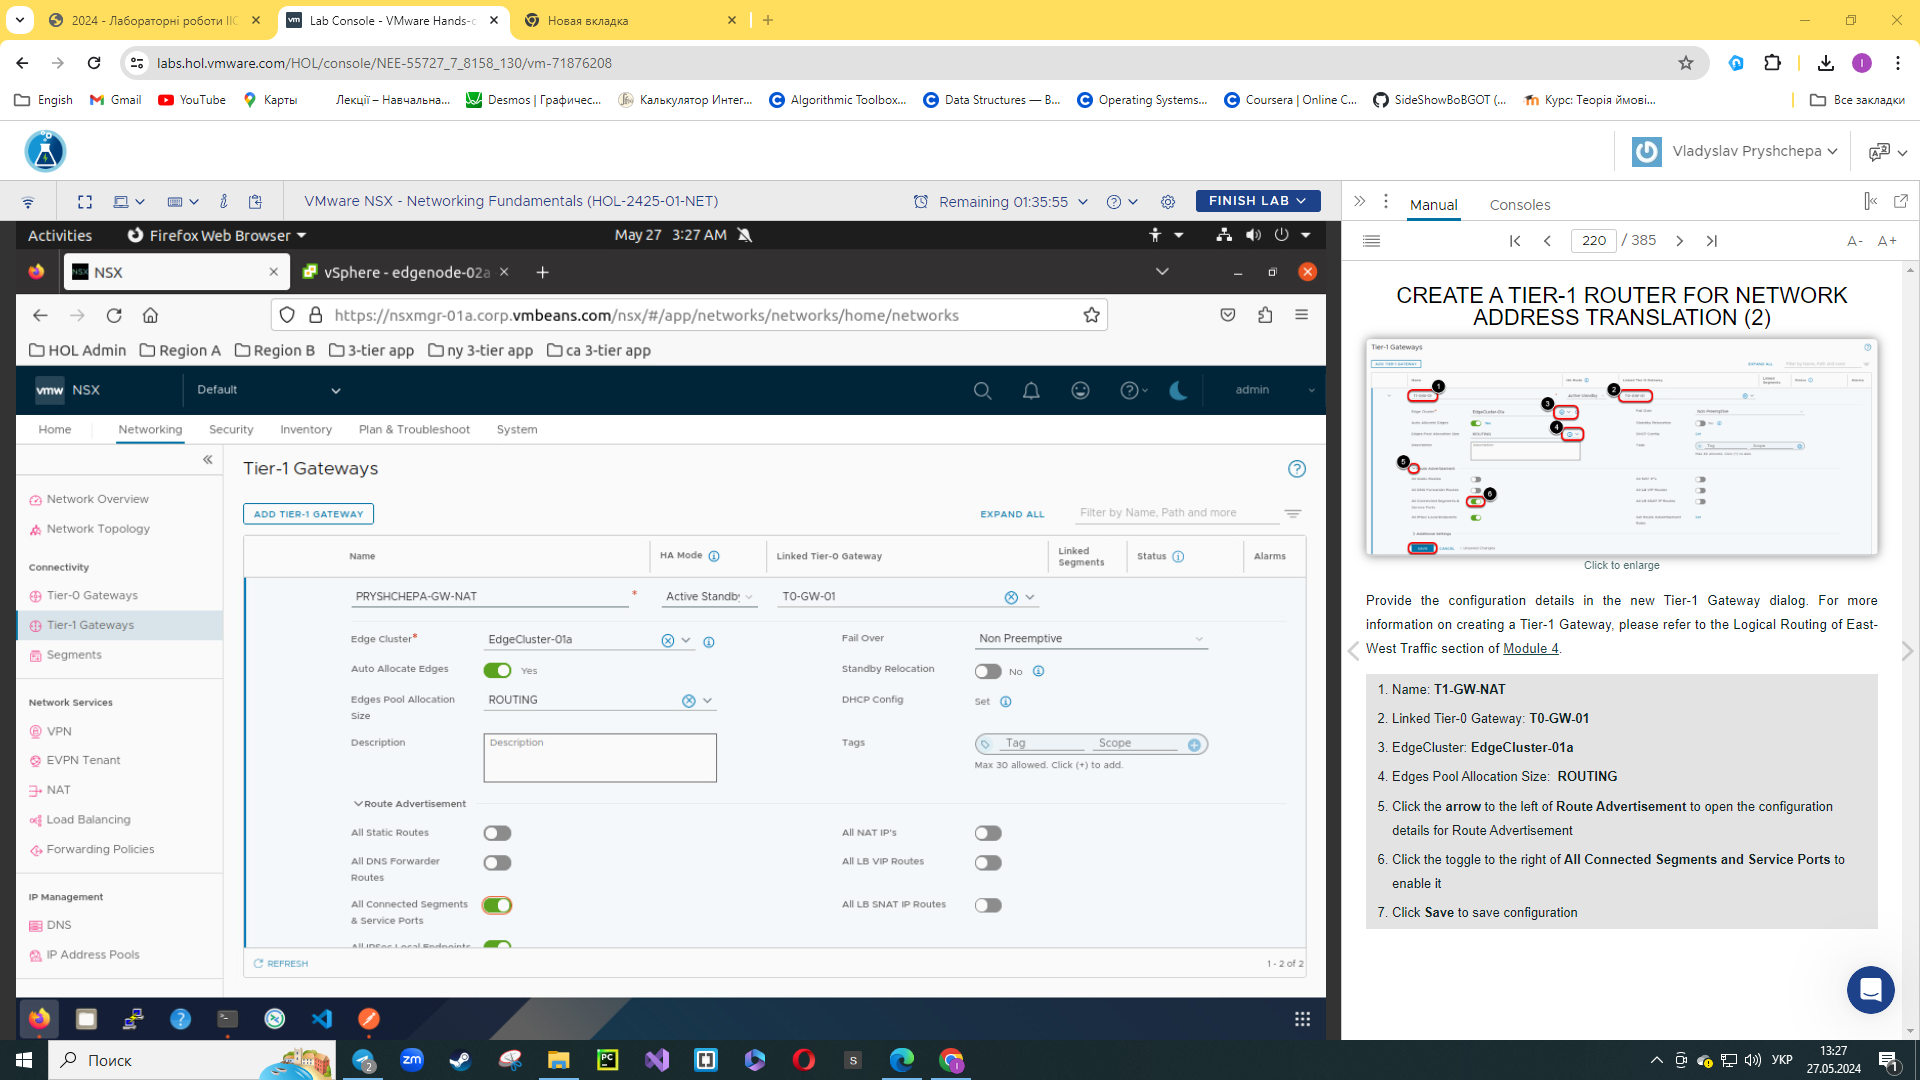 2024 - Лабораторні роботи ІІС
Lab Console - VMware Hands-o
Новая вкладка
labs.hol.vmware.com/HOL/console/NEE-55727_7_8158_130/vm-71876208
Engish
Gmail
YouTube
Карты
Лекції – Навчальна...
Desmos | Графичес...
Калькулятор Интег...
Algorithmic Toolbox...
Data Structures — B...
Operating Systems...
Coursera | Online C...
SideShowBoBGOT (...
Курс: Теорія ймові...
Все закладки
Vladyslav Pryshchepa
VMware NSX - Networking Fundamentals (HOL-2425-01-NET)
Remaining 01:35:55
FINISH LAB
Manual
Consoles
220 / 385
A- A+
Activities
Firefox Web Browser
May 27 3:27 AM
NSX
vSphere - edgenode-02a
https://nsxmgr-01a.corp.vmbeans.com/nsx/#/app/networks/networks/home/networks
HOL Admin
Region A
Region B
3-tier app
ny 3-tier app
ca 3-tier app
vmw NSX
Default
admin
Home
Networking
Security
Inventory
Plan & Troubleshoot
System
Network Overview
Network Topology
Connectivity
Tier-0 Gateways
Tier-1 Gateways
Segments
Network Services
VPN
EVPN Tenant
NAT
Load Balancing
Forwarding Policies
IP Management
DNS
IP Address Pools
Tier-1 Gateways
ADD TIER-1 GATEWAY
EXPAND ALL
Filter by Name, Path and more
Name
HA Mode
Linked Tier-0 Gateway
Linked Segments
Status
Alarms
PRYSHCHEPA-GW-NAT *
Active Standb
T0-GW-01
Edge Cluster*
EdgeCluster-01a
Fail Over
Non Preemptive
Auto Allocate Edges
Yes
Standby Relocation
No
Edges Pool Allocation Size
ROUTING
DHCP Config
Set
Description
Description
Tags
Tag
Scope
Max 30 allowed. Click (+) to add.
Route Advertisement
All Static Routes
All NAT IP's
All DNS Forwarder Routes
All LB VIP Routes
All Connected Segments & Service Ports
All LB SNAT IP Routes
All IPSec Local Endpoints
REFRESH
1 - 2 of 2
CREATE A TIER-1 ROUTER FOR NETWORK
ADDRESS TRANSLATION (2)
Tier-1 Gateways
Click to enlarge
Provide the configuration details in the new Tier-1 Gateway dialog. For more
information on creating a Tier-1 Gateway, please refer to the Logical Routing of East-
West Traffic section of Module 4.
1. Name: T1-GW-NAT
2. Linked Tier-0 Gateway: T0-GW-01
3. EdgeCluster: EdgeCluster-01a
4. Edges Pool Allocation Size: ROUTING
5. Click the arrow to the left of Route Advertisement to open the configuration
details for Route Advertisement
6. Click the toggle to the right of All Connected Segments and Service Ports to
enable it
7. Click Save to save configuration
Поиск
УКР
13:27
27.05.2024